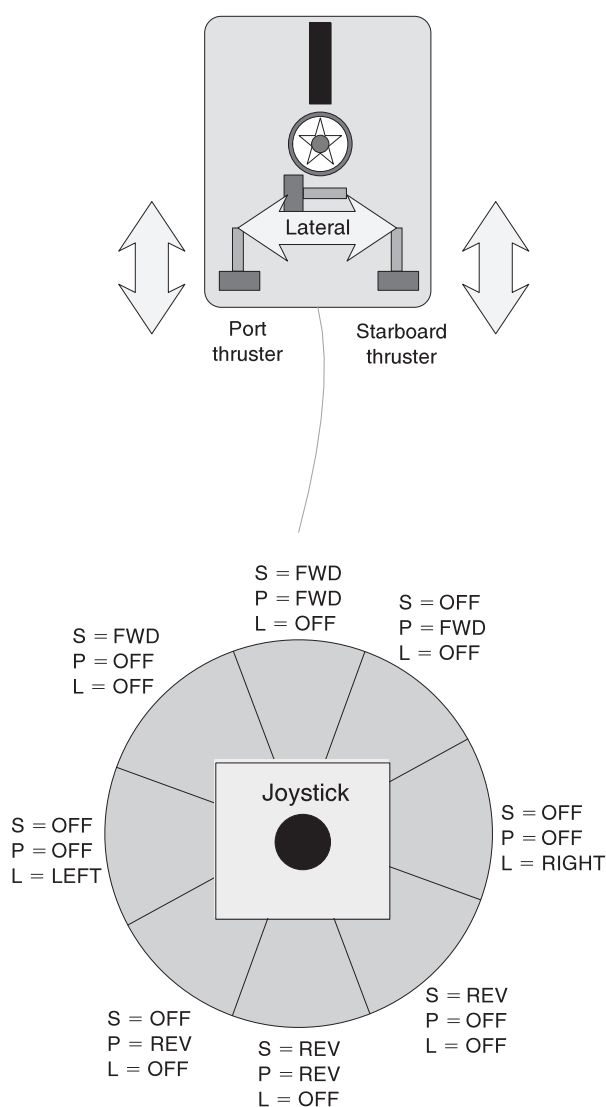 Lateral
Port
thruster
Starboard
thruster
S = FWD
P = FWD
L = OFF
S = OFF
P = FWD
L = OFF
S = FWD
P = OFF
L = OFF
Joystick
S = OFF
P = OFF
L = LEFT
S = OFF
P = OFF
L = RIGHT
S = OFF
P = REV
L = OFF
S = REV
P = REV
L = OFF
S = REV
P = OFF
L = OFF